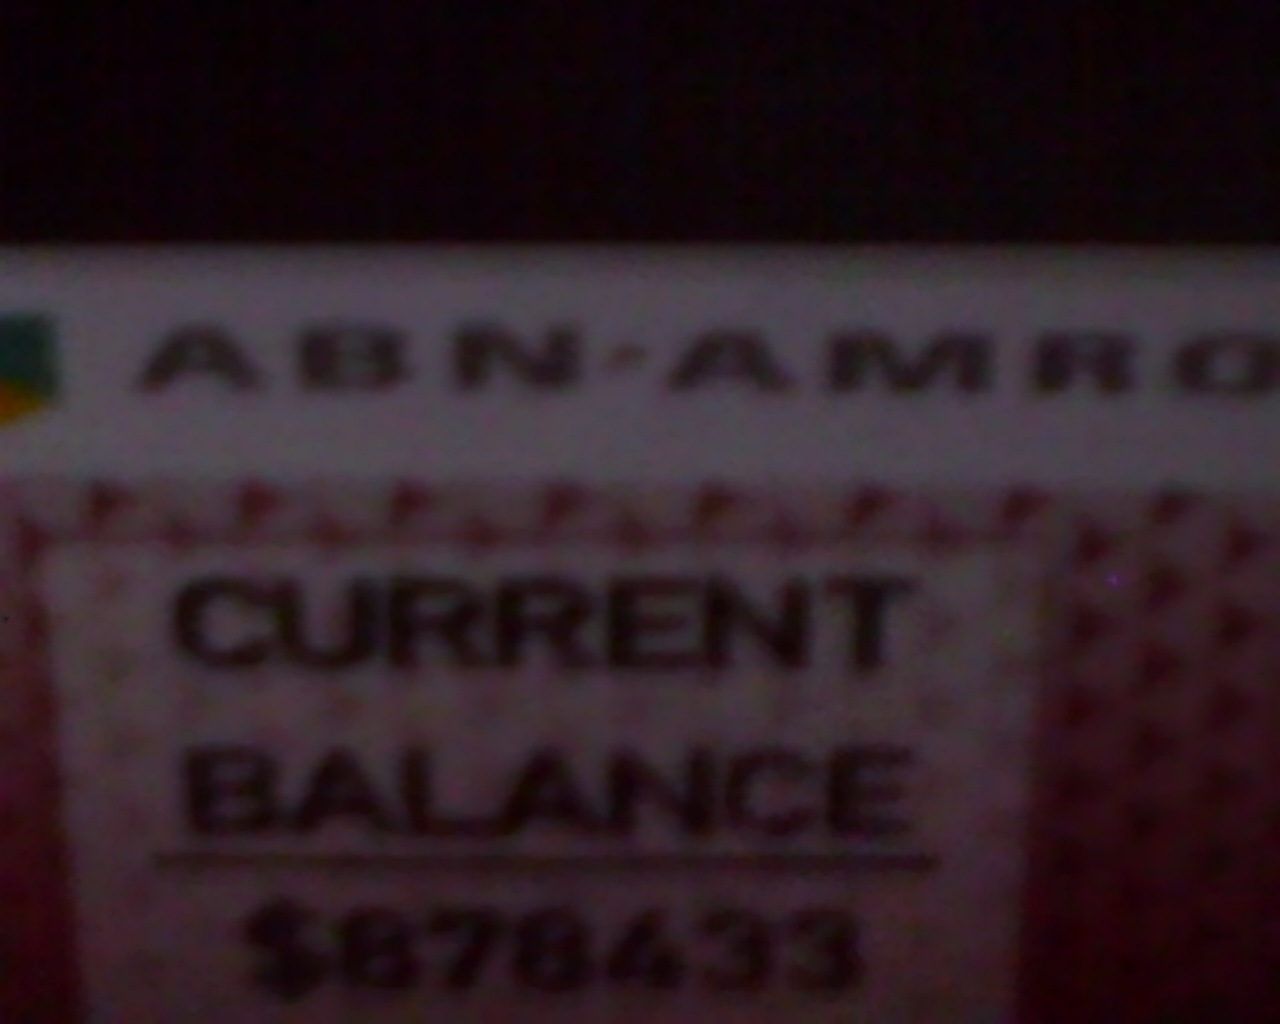 ABN·AMRO
CURRENT
BALANCE
$878433